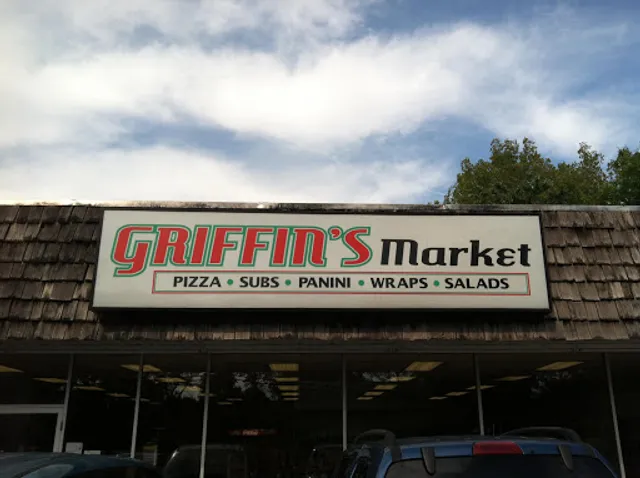 GRIFFIN'S Market
PIZZA • SUBS • PANINI • WRAPS • SALADS